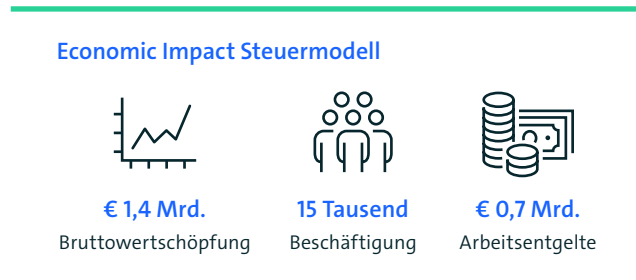 Economic Impact Steuermodell
€ 1,4 Mrd.
15 Tausend
€ 0,7 Mrd.
Bruttowertschöpfung
Beschäftigung
Arbeitsentgelte